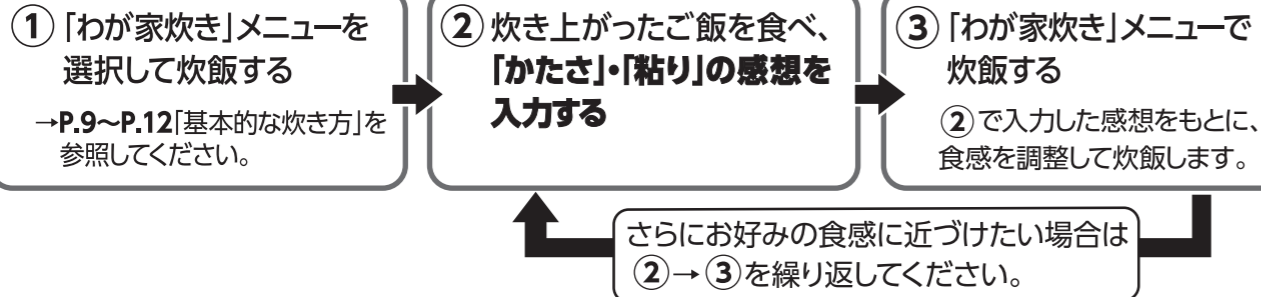 ①「わが家炊き」メニューを
選択して炊飯する
→P.9～P.12「基本的な炊き方」を
参照してください。
②炊き上がったご飯を食べ、
「かたさ」・「粘り」の感想を
入力する
③「わが家炊き」メニューで
炊飯する
②で入力した感想をもとに、
食感を調整して炊飯します。
さらにお好みの食感に近づけたい場合は
②→③を繰り返してください。